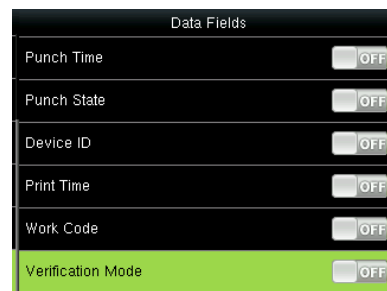 Data Fields
Punch Time OFF
Punch State OFF
Device ID OFF
Print Time OFF
Work Code OFF
Verification Mode OFF